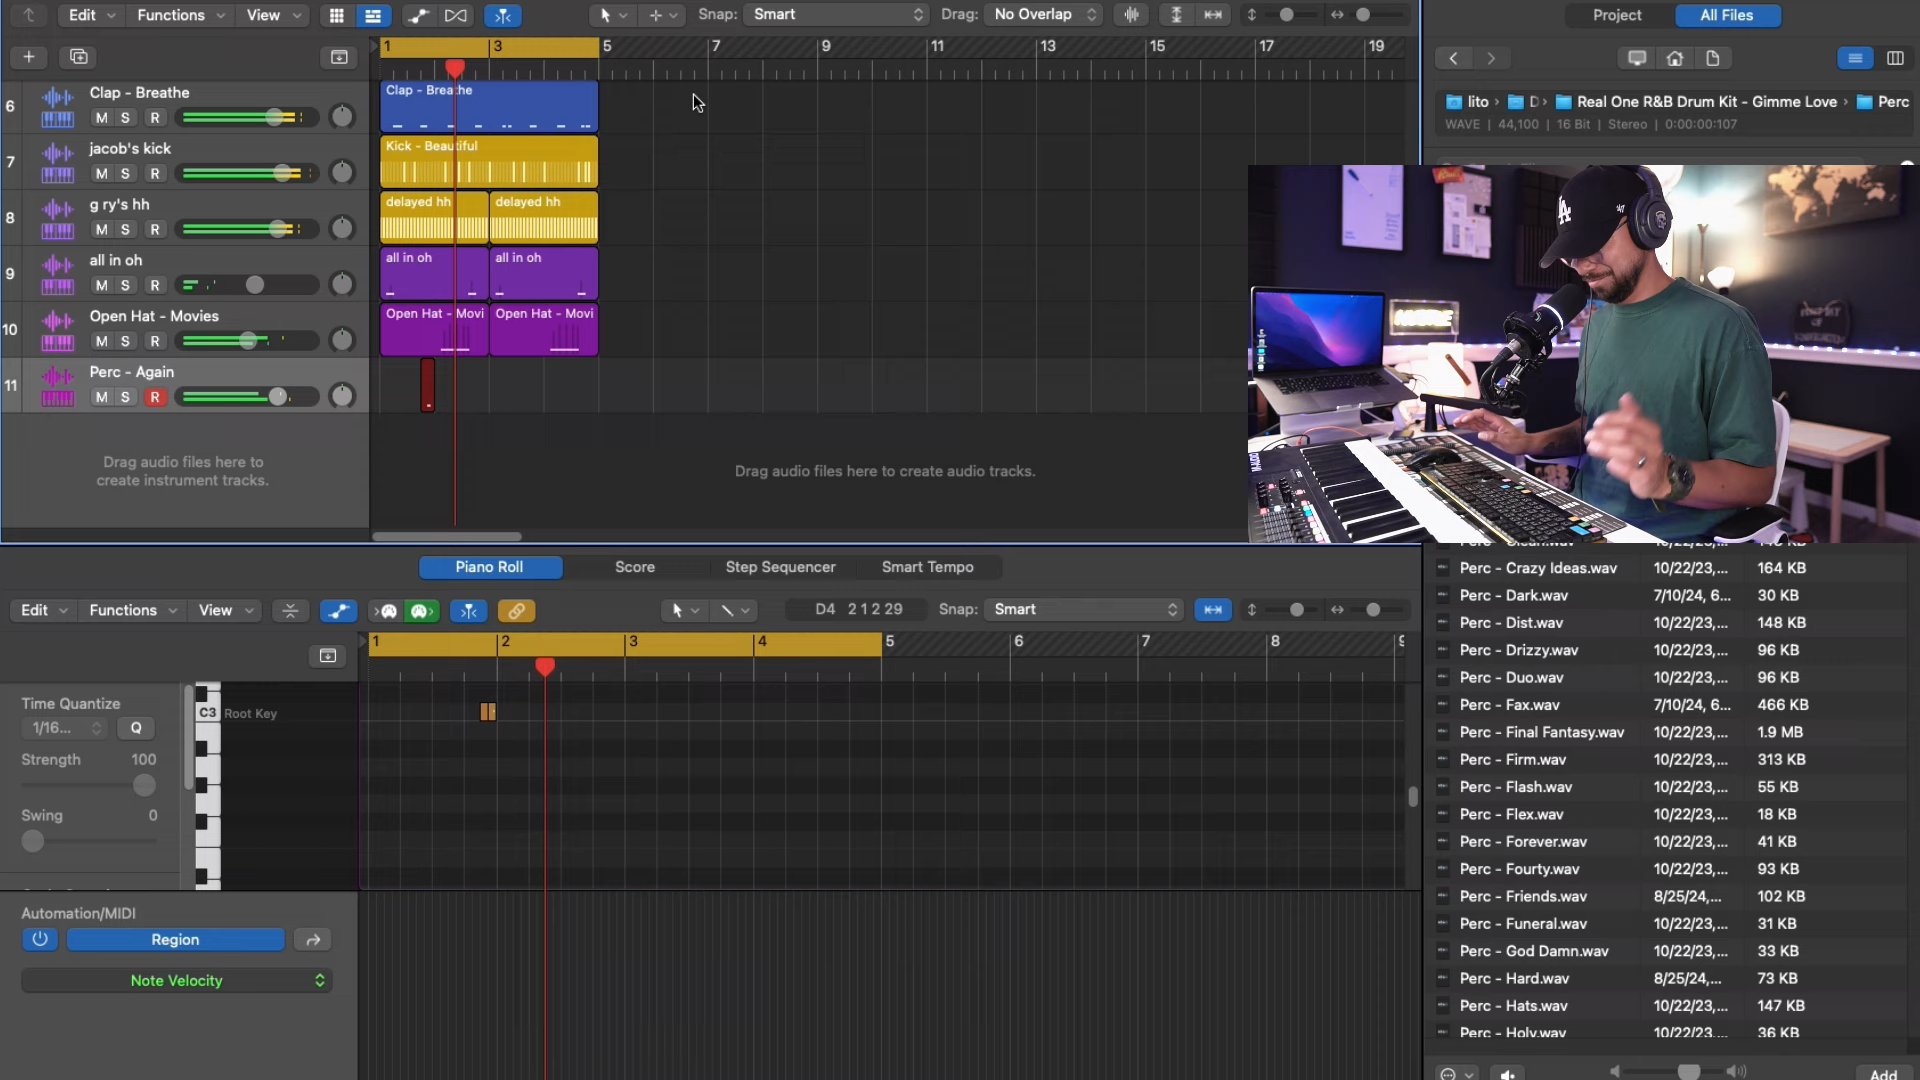 Edit Functions View Snap: Smart Drag: No Overlap
Project All Files
1 3 5 7 9 11 13 15 17 19
lito D Real One R&B Drum Kit - Gimme Love Perc
WAVE | 44,100 | 16 Bit | Stereo | 0:00:00:107
6 Clap - Breathe
M S R
Clap - Breathe
7 jacob's kick
M S R
Kick - Beautiful
8 g ry's hh
M S R
delayed hh delayed hh
9 all in oh
M S R
all in oh all in oh
10 Open Hat - Movies
M S R
Open Hat - Movi Open Hat - Movi
11 Perc - Again
M S R
Drag audio files here to
create instrument tracks.
Drag audio files here to create audio tracks.
LA
Piano Roll Score Step Sequencer Smart Tempo
Edit Functions View D4 2 1 2 29 Snap: Smart
1 2 3 4 5 6 7 8 9
Time Quantize
1/16... Q
Strength 100
Swing 0
C3 Root Key
Automation/MIDI
Region
Note Velocity
Perc - Clean.wav
Perc - Crazy Ideas.wav 10/22/23,... 164 KB
Perc - Dark.wav 7/10/24, 6... 30 KB
Perc - Dist.wav 10/22/23,... 148 KB
Perc - Drizzy.wav 10/22/23,... 96 KB
Perc - Duo.wav 10/22/23,... 96 KB
Perc - Fax.wav 7/10/24, 6... 466 KB
Perc - Final Fantasy.wav 10/22/23,... 1.9 MB
Perc - Firm.wav 10/22/23,... 313 KB
Perc - Flash.wav 10/22/23,... 55 KB
Perc - Flex.wav 10/22/23,... 18 KB
Perc - Forever.wav 10/22/23,... 41 KB
Perc - Fourty.wav 10/22/23,... 93 KB
Perc - Friends.wav 8/25/24,... 102 KB
Perc - Funeral.wav 10/22/23,... 31 KB
Perc - God Damn.wav 10/22/23,... 33 KB
Perc - Hard.wav 8/25/24,... 73 KB
Perc - Hats.wav 10/22/23,... 147 KB
Perc - Holy.wav 10/22/23,... 36 KB
Add